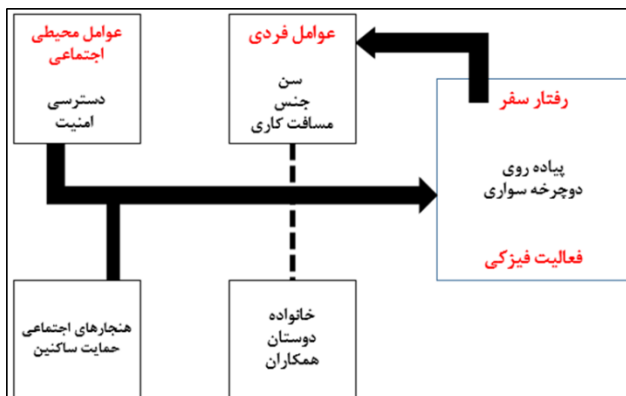 عوامل محیطی
اجتماعی
دسترسی
امنیت
عوامل فردی
سن
جنس
مسافت کاری
رفتار سفر
پیاده روی
دوچرخه سواری
فعالیت فیزکی
هنجارهای اجتماعی
حمایت ساکنین
خانواده
دوستان
همکاران